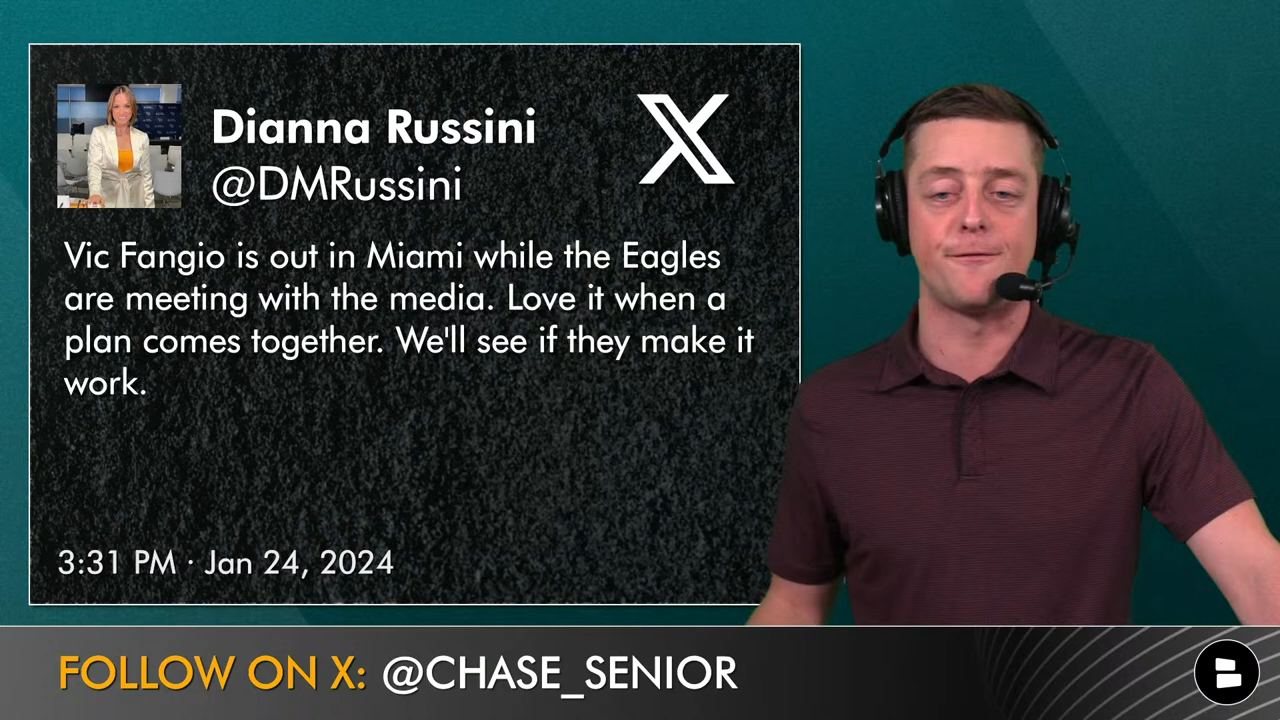 Dianna Russini
@DMRussini
Vic Fangio is out in Miami while the Eagles
are meeting with the media. Love it when a
plan comes together. We'll see if they make it
work.
3:31 PM · Jan 24, 2024
FOLLOW ON X: @CHASE_SENIOR